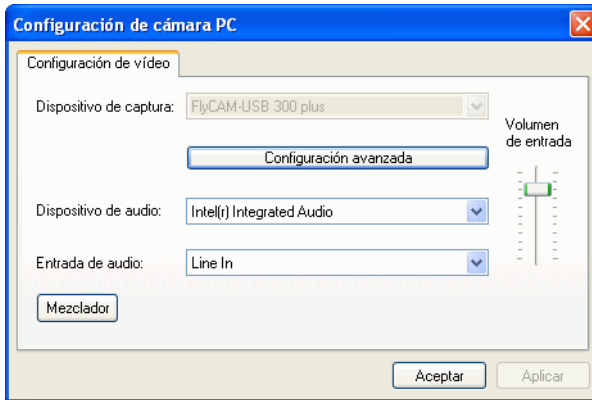 Configuración de cámara PC
Configuración de vídeo
Dispositivo de captura: FlyCAM-USB 300 plus
Volumen
de entrada
Configuración avanzada
Dispositivo de audio: Intel(r) Integrated Audio
Entrada de audio: Line In
Mezclador
Aceptar Aplicar